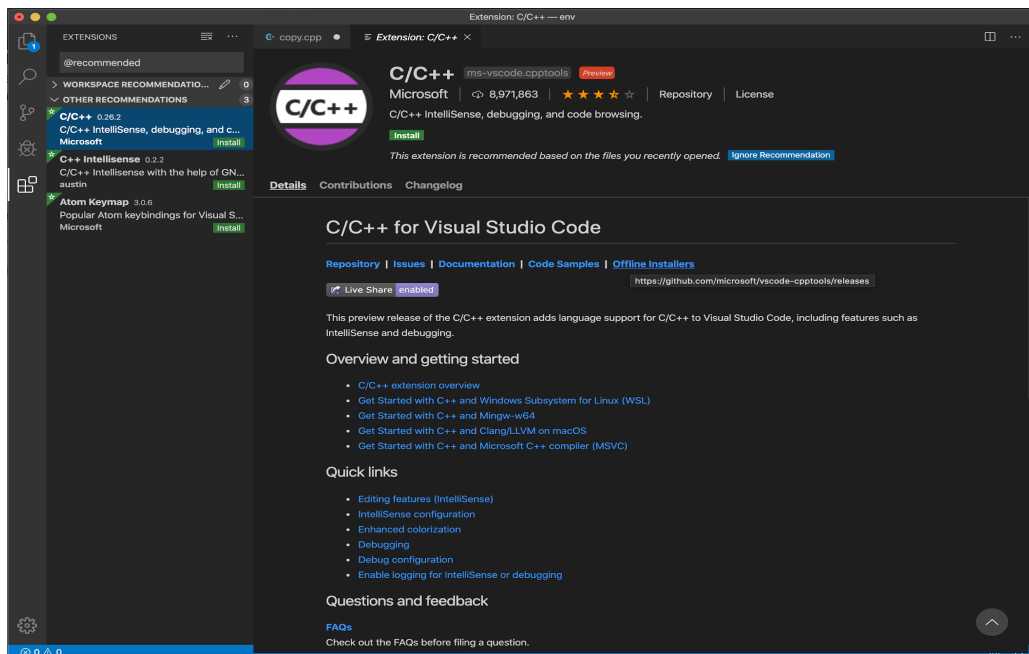 Extension: C/C++ — env
EXTENSIONS
copy.cpp
Extension: C/C++
1
@recommended
WORKSPACE RECOMMENDATIO... 0
OTHER RECOMMENDATIONS 3
C/C++ 0.26.2
C/C++ IntelliSense, debugging, and c...
Microsoft Install
C++ Intellisense 0.2.2
C/C++ Intellisense with the help of GN...
austin Install
Atom Keymap 3.0.6
Popular Atom keybindings for Visual S...
Microsoft Install
C/C++
C/C++ ms-vscode.cpptools Preview
Microsoft 8,971,863 Repository License
C/C++ IntelliSense, debugging, and code browsing.
Install
This extension is recommended based on the files you recently opened. Ignore Recommendation
Details Contributions Changelog
C/C++ for Visual Studio Code
Repository | Issues | Documentation | Code Samples | Offline Installers
https://github.com/microsoft/vscode-cpptools/releases
Live Share enabled
This preview release of the C/C++ extension adds language support for C/C++ to Visual Studio Code, including features such as
IntelliSense and debugging.
Overview and getting started
• C/C++ extension overview
• Get Started with C++ and Windows Subsystem for Linux (WSL)
• Get Started with C++ and Mingw-w64
• Get Started with C++ and Clang/LLVM on macOS
• Get Started with C++ and Microsoft C++ compiler (MSVC)
Quick links
• Editing features (IntelliSense)
• IntelliSense configuration
• Enhanced colorization
• Debugging
• Debug configuration
• Enable logging for IntelliSense or debugging
Questions and feedback
FAQs
Check out the FAQs before filing a question.
0 0